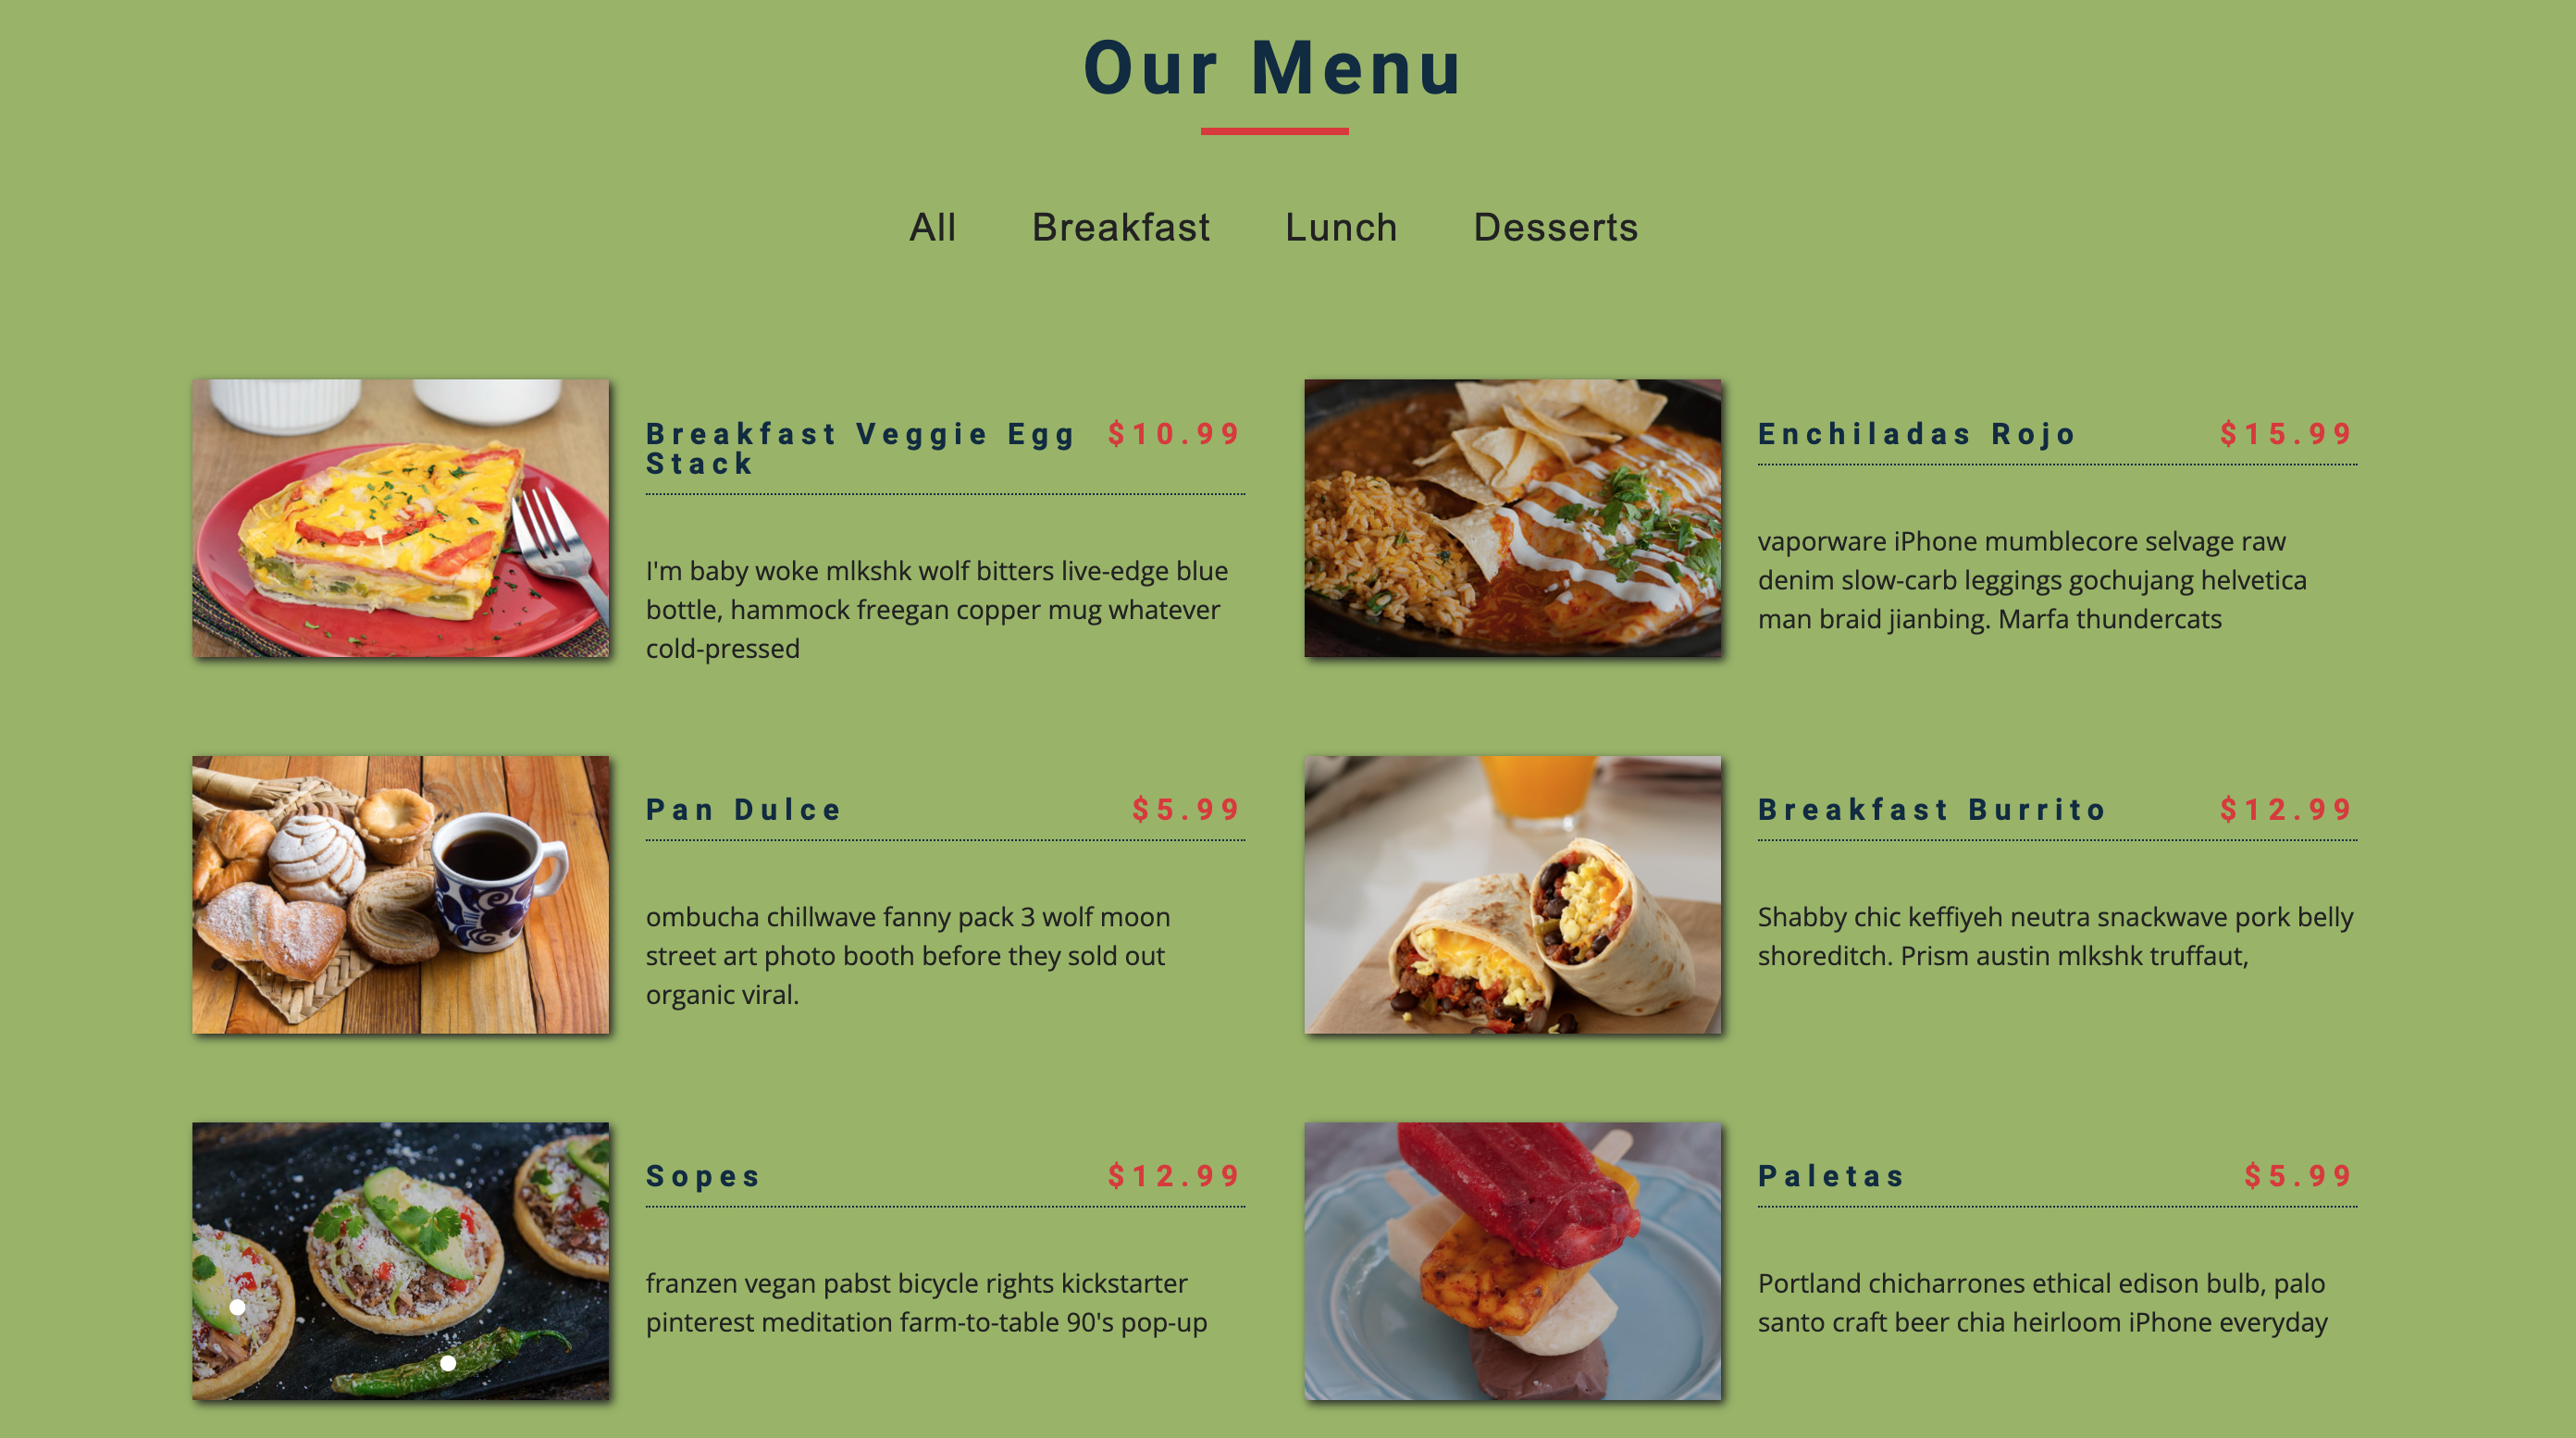 Our Menu
All Breakfast Lunch Desserts
Breakfast Veggie Egg $10.99
Stack
I'm baby woke mlkshk wolf bitters live-edge blue
bottle, hammock freegan copper mug whatever
cold-pressed
Enchiladas Rojo $15.99
vaporware iPhone mumblecore selvage raw
denim slow-carb leggings gochujang helvetica
man braid jianbing. Marfa thundercats
Pan Dulce $5.99
ombucha chillwave fanny pack 3 wolf moon
street art photo booth before they sold out
organic viral.
Breakfast Burrito $12.99
Shabby chic keffiyeh neutra snackwave pork belly
shoreditch. Prism austin mlkshk truffaut,
Sopes $12.99
franzen vegan pabst bicycle rights kickstarter
pinterest meditation farm-to-table 90's pop-up
Paletas $5.99
Portland chicharrones ethical edison bulb, palo
santo craft beer chia heirloom iPhone everyday